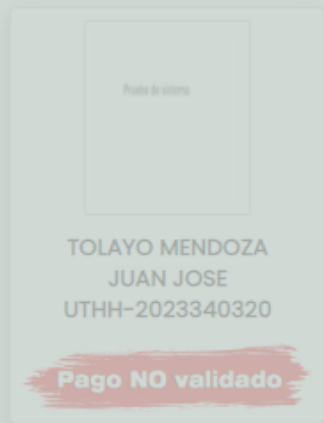 Prueba de sistema
TOLAYO MENDOZA
JUAN JOSE
UTHH-2023340320
Pago NO validado